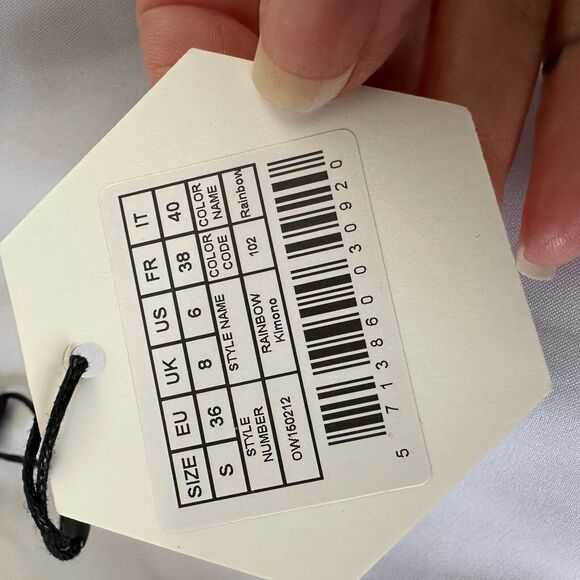 SIZE EU UK US FR IT
S 36 8 6 38 40
STYLE NUMBER STYLE NAME COLOR CODE COLOR NAME
OW150212 RAINBOW Kimono 102 Rainbow
5 713860 030920